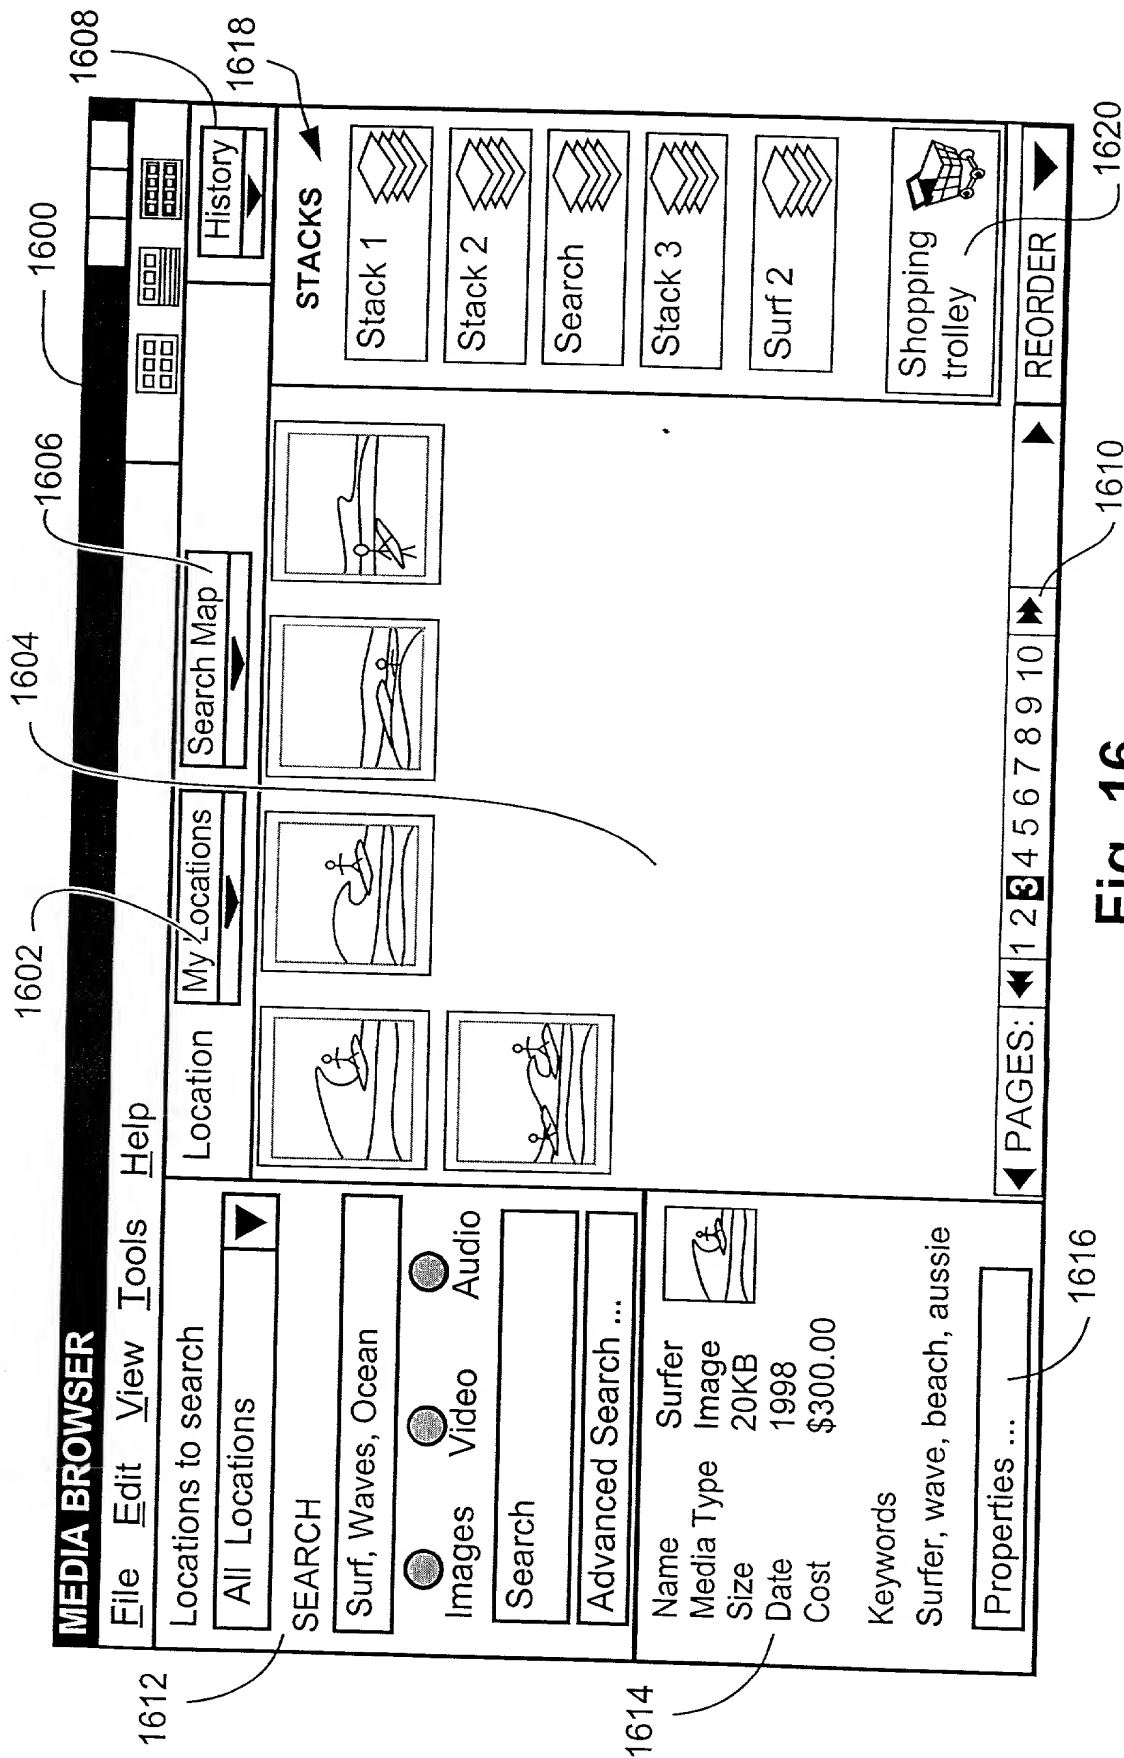 1600
1602
1604
1606
1608
MEDIA BROWSER
File Edit View Tools Help
Locations to search
All Locations
SEARCH
Surf, Waves, Ocean
Images Video Audio
Search
Advanced Search ...
1612
Location
My Locations
Search Map
History
STACKS
1618
Stack 1
Stack 2
Search
Stack 3
Surf 2
Shopping
trolley
1620
Name Surfer
Media Type Image
Size 20KB
Date 1998
Cost $300.00
Keywords
Surfer, wave, beach, aussie
Properties ...
1614
1616
PAGES: 1 2 3 4 5 6 7 8 9 10
REORDER
1610
Fig. 16